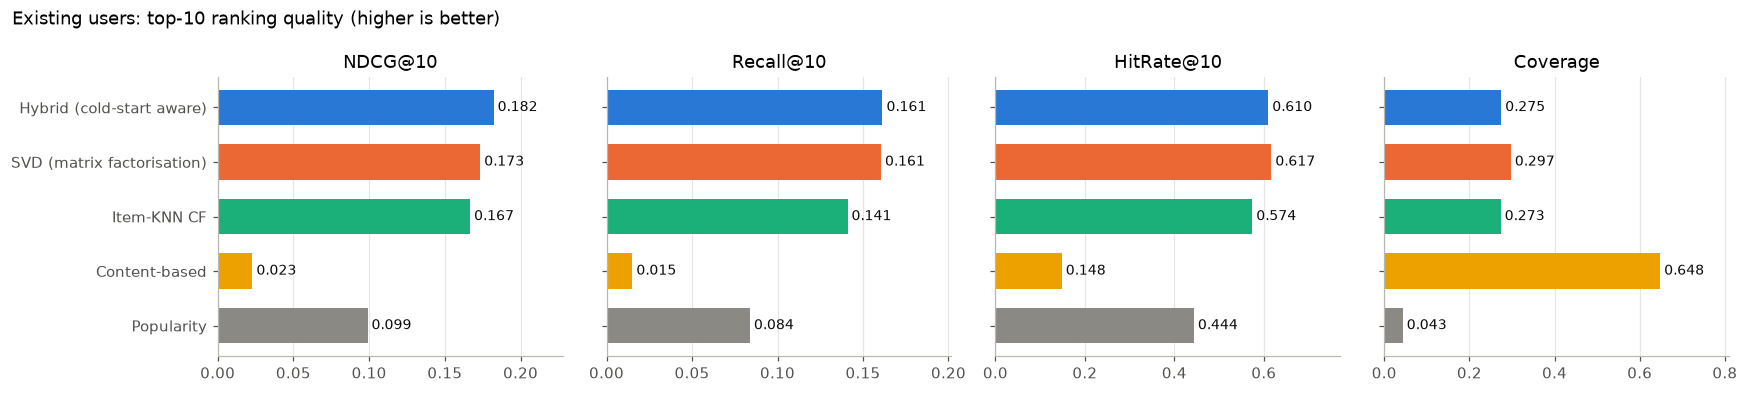 Existing users: top-10 ranking quality (higher is better)
NDCG@10
Recall@10
HitRate@10
Coverage
Hybrid (cold-start aware)
0.182
0.161
0.610
0.275
SVD (matrix factorisation)
0.173
0.161
0.617
0.297
Item-KNN CF
0.167
0.141
0.574
0.273
Content-based
0.023
0.015
0.148
0.648
Popularity
0.099
0.084
0.444
0.043
0.00 0.05 0.10 0.15 0.20
0.00 0.05 0.10 0.15 0.20
0.0 0.2 0.4 0.6
0.0 0.2 0.4 0.6 0.8